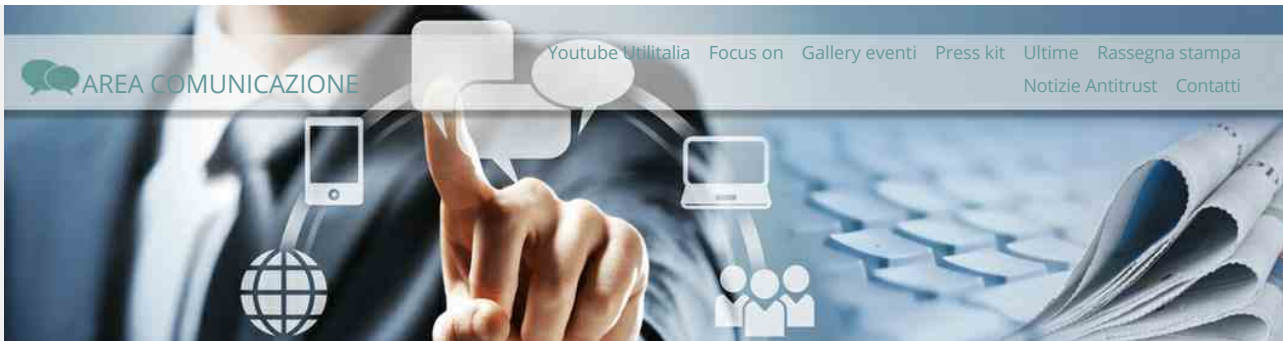 Youtube Utilitalia Focus on Gallery eventi Press kit Ultime Rassegna stampa
AREA COMUNICAZIONE
Notizie Antitrust Contatti